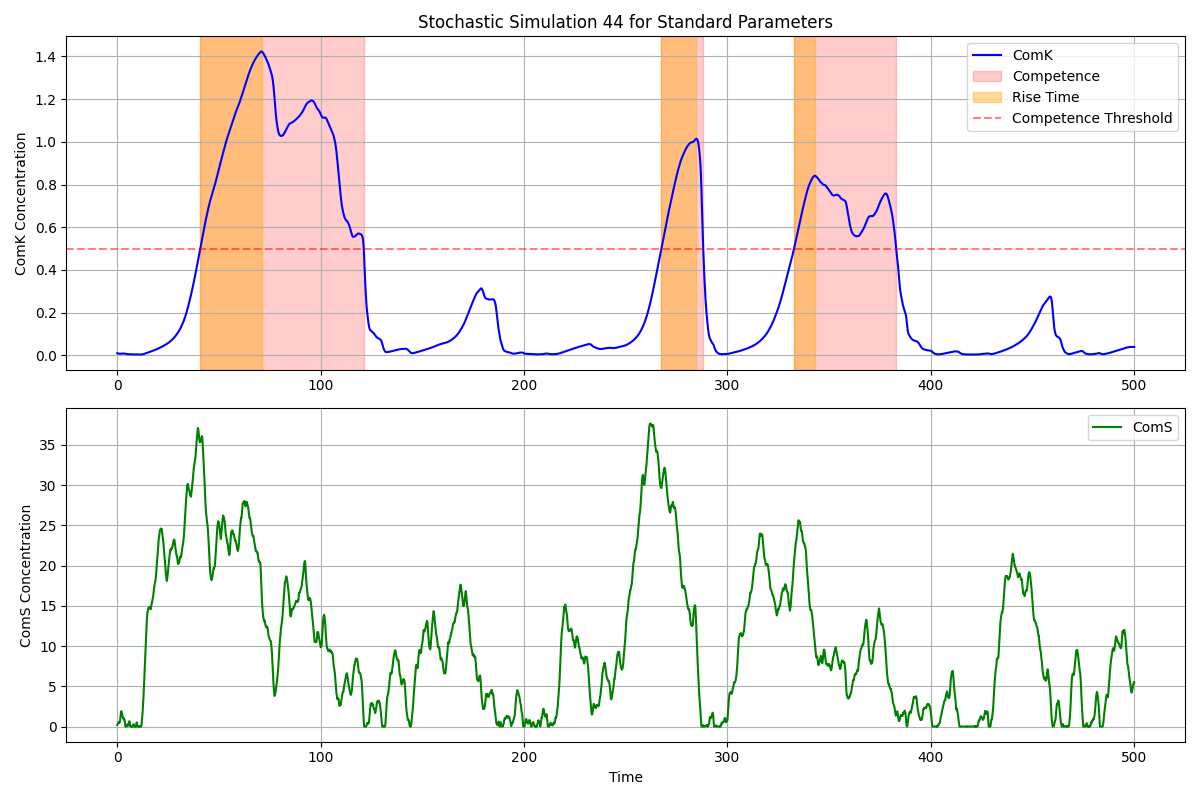 Stochastic Simulation 44 for Standard Parameters
ComK Concentration
1.4
1.2
1.0
0.8
0.6
0.4
0.2
0.0
ComK
Competence
Rise Time
Competence Threshold
0 100 200 300 400 500
ComS Concentration
35
30
25
20
15
10
5
0
ComS
0 100 200 300 400 500
Time